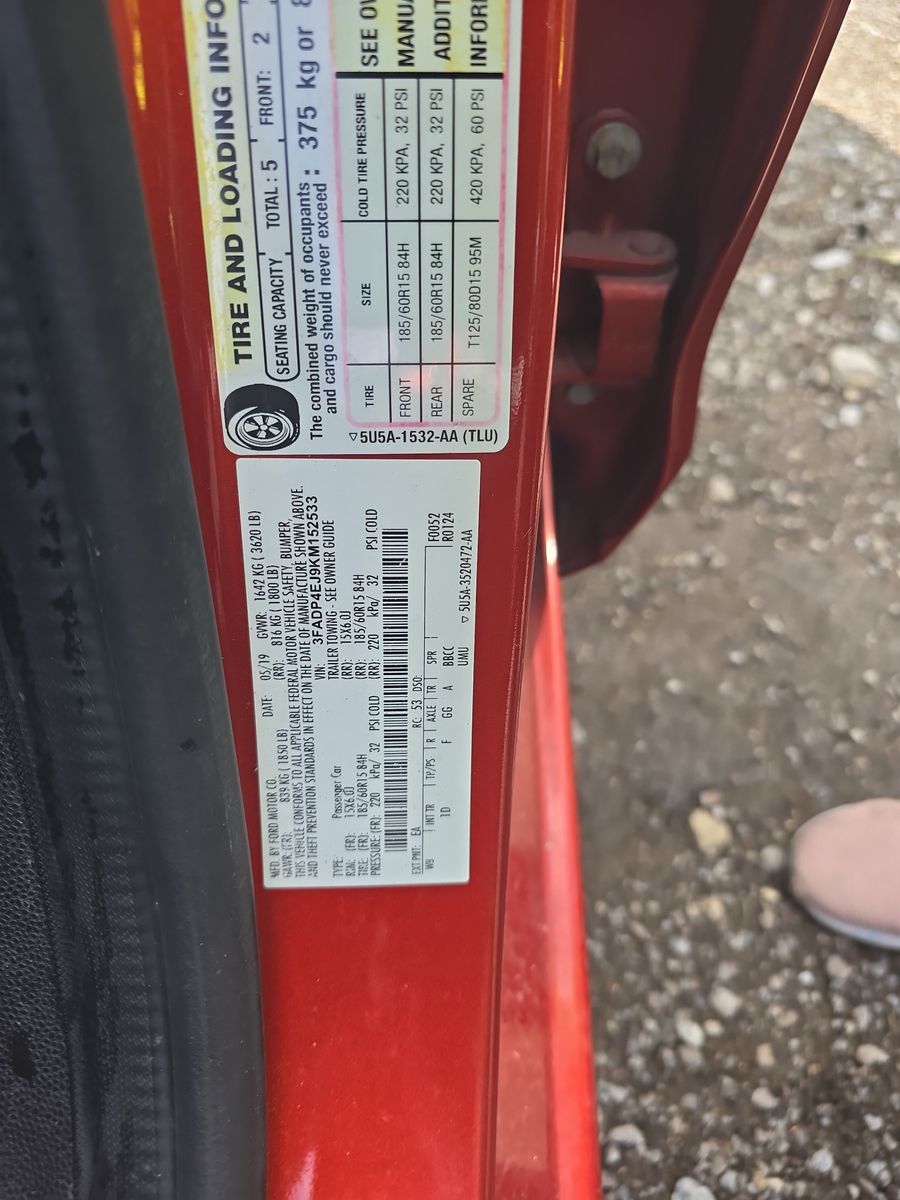 TIRE AND LOADING INFO
SEATING CAPACITY TOTAL : 5 FRONT: 2
The combined weight of occupants and cargo should never exceed : 375 kg or 8
TIRE SIZE COLD TIRE PRESSURE
FRONT 185/60R15 84H 220 KPA, 32 PSI
REAR 185/60R15 84H 220 KPA, 32 PSI
SPARE T125/80D15 95M 420 KPA, 60 PSI
SEE OW
MANUA
ADDIT
INFOR
5U5A-1532-AA (TLU)
MFD. BY FORD MOTOR CO. DATE: 05/19 GVWR: 1642 KG ( 3620 LB)
GAWR: (FR): 839 KG ( 1850 LB) (RR): 816 KG ( 1800 LB)
THIS VEHICLE CONFORMS TO ALL APPLICABLE FEDERAL MOTOR VEHICLE SAFETY, BUMPER,
AND THEFT PREVENTION STANDARDS IN EFFECT ON THE DATE OF MANUFACTURE SHOWN ABOVE.
VIN: 3FADP4EJ9KM152533
TYPE: Passenger Car TRAILER TOWING - SEE OWNER GUIDE
RIM: (FR): 15X6.0J (RR): 15X6.0J
TIRE: (FR): 185/60R15 84H (RR): 185/60R15 84H
PRESSURE: (FR): 220 kPa/ 32 PSI COLD (RR): 220 kPa/ 32 PSI COLD
EXT PNT: EA RC: 53 DSO: F0052
WB INT TR TP/PS R AXLE TR SPR R0124
1D F GG A BBCC
UMU 5U5A-3520472-AA